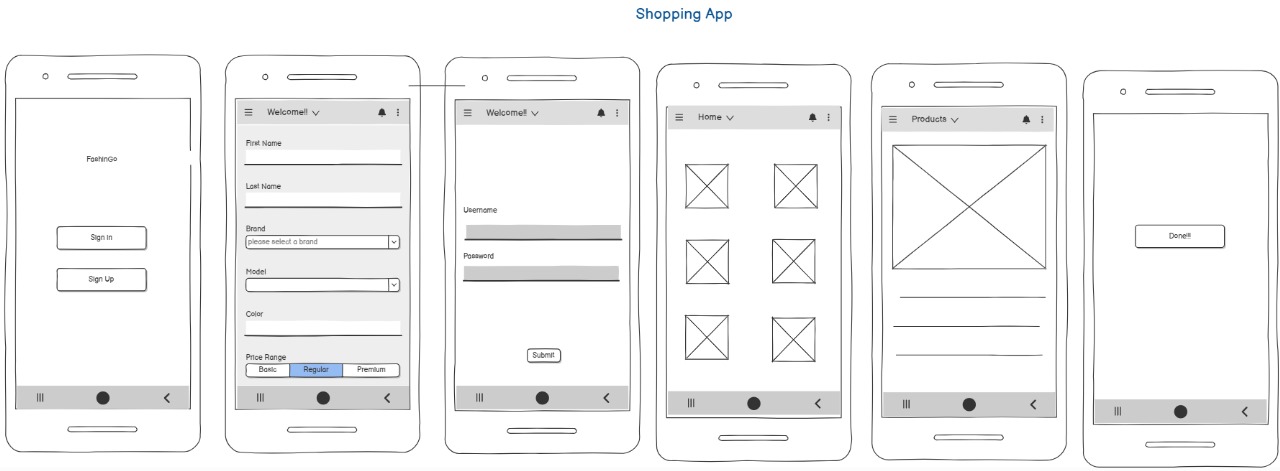 Shopping App
FashinGo
Sign In
Sign Up
Welcome!!
First Name
Last Name
Brand
please select a brand
Model
Color
Price Range
Basic Regular Premium
Welcome!!
Username
Password
Submit
Home
Products
Done!!!